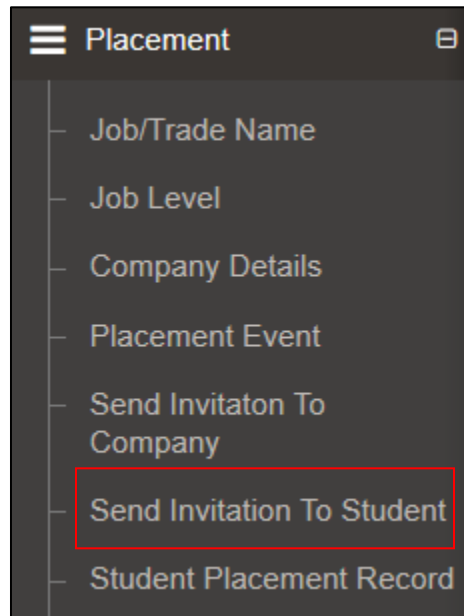 Placement
Job/Trade Name
Job Level
Company Details
Placement Event
Send Invitaton To
Company
Send Invitation To Student
Student Placement Record